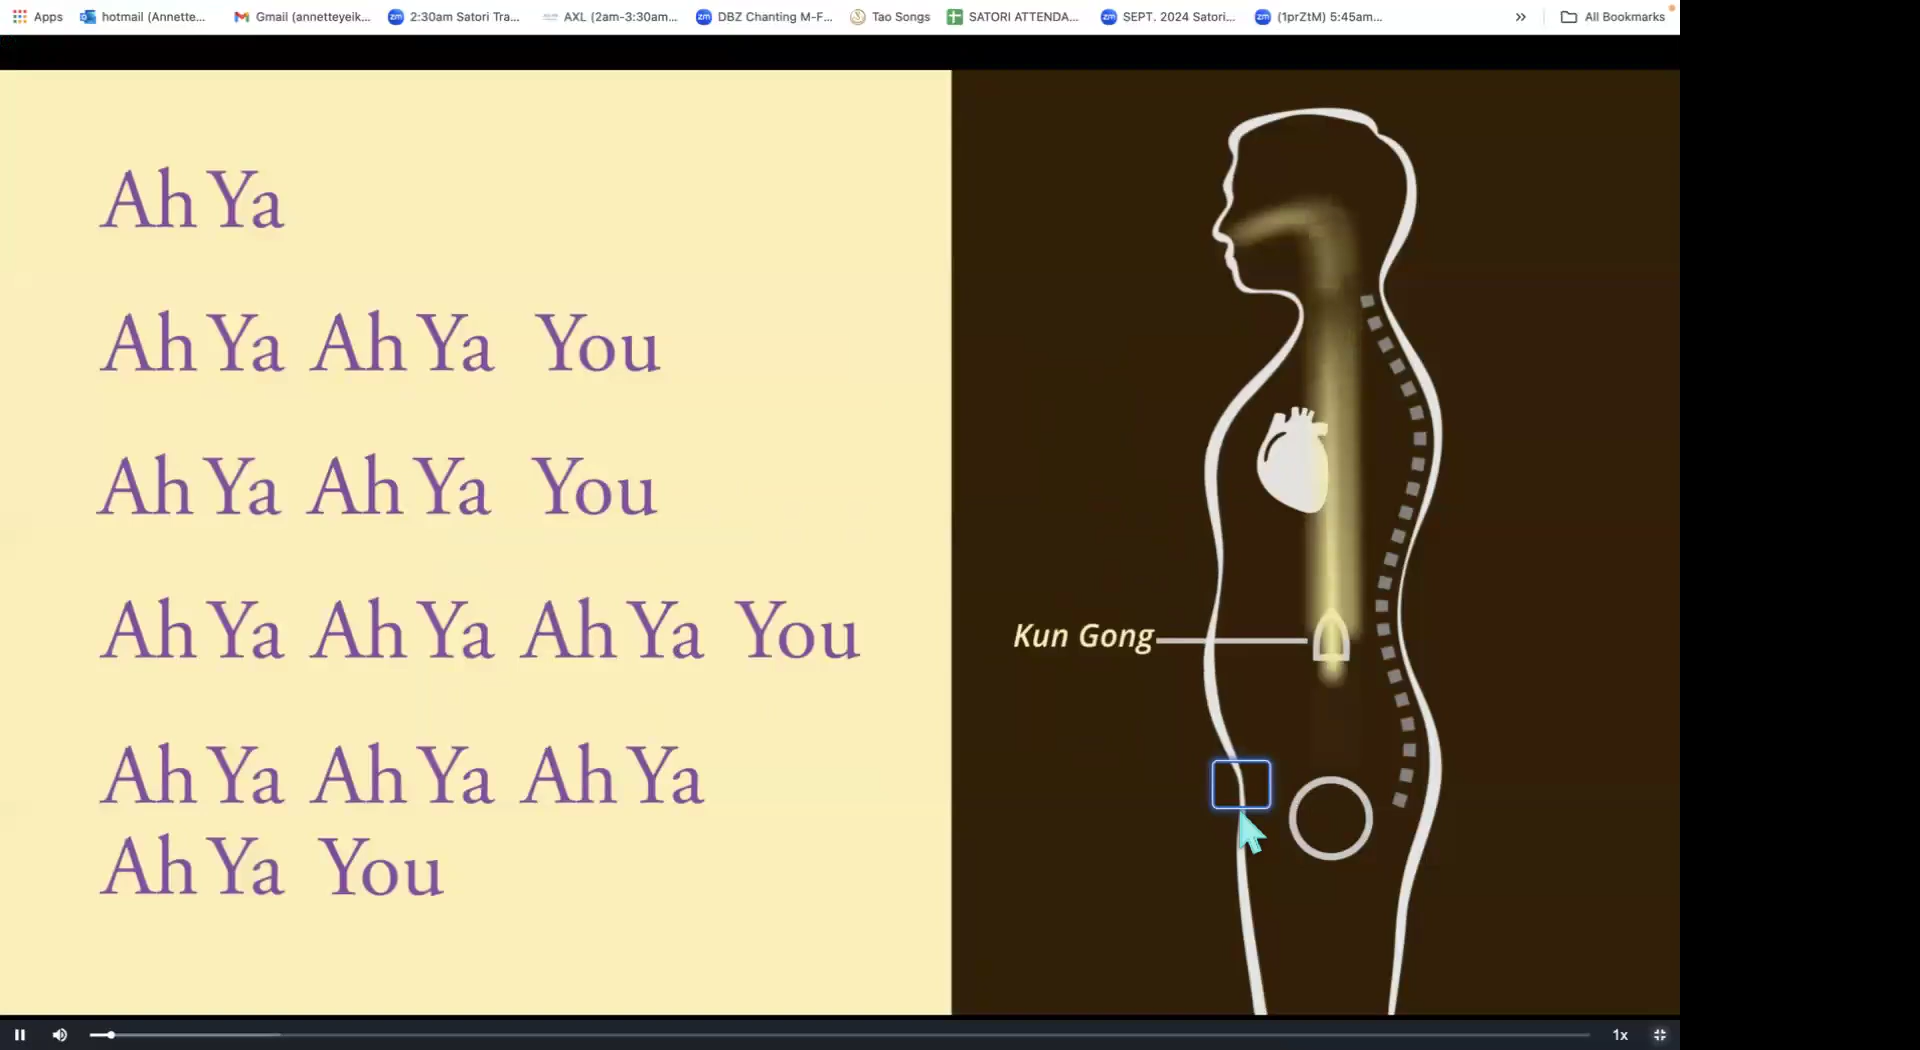 Apps hotmail (Annette... Gmail (annetteyeik... 2:30am Satori Tra... AXL (2am-3:30am... DBZ Chanting M-F... Tao Songs SATORI ATTENDA... SEPT. 2024 Satori... (1przTM) 5:45am... All Bookmarks
Ah Ya
Ah Ya Ah Ya You
Ah Ya Ah Ya You
Ah Ya Ah Ya Ah Ya You
Ah Ya Ah Ya Ah Ya
Ah Ya You
Kun Gong
1x